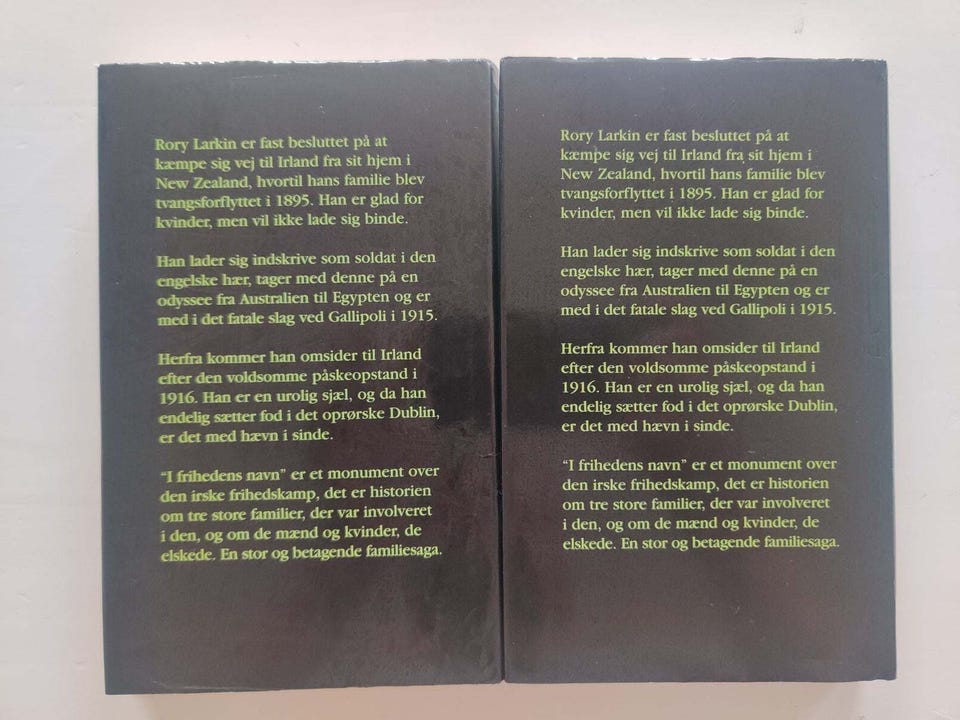 Rory Larkin er fast besluttet på at
kæmpe sig vej til Irland fra sit hjem i
New Zealand, hvortil hans familie blev
tvangsforflyttet i 1895. Han er glad for
kvinder, men vil ikke lade sig binde.
Han lader sig indskrive som soldat i den
engelske hær, tager med denne på en
odyssee fra Australien til Egypten og er
med i det fatale slag ved Gallipoli i 1915.
Herfra kommer han omsider til Irland
efter den voldsomme påskeopstand i
1916. Han er en urolig sjæl, og da han
endelig sætter fod i det oprørske Dublin,
er det med hævn i sinde.
"I frihedens navn" er et monument over
den irske frihedskamp, det er historien
om tre store familier, der var involveret
i den, og om de mænd og kvinder, de
elskede. En stor og betagende familiesaga.
Rory Larkin er fast besluttet på at
kæmpe sig vej til Irland fra sit hjem i
New Zealand, hvortil hans familie blev
tvangsforflyttet i 1895. Han er glad for
kvinder, men vil ikke lade sig binde.
Han lader sig indskrive som soldat i den
engelske hær, tager med denne på en
odyssee fra Australien til Egypten og er
med i det fatale slag ved Gallipoli i 1915.
Herfra kommer han omsider til Irland
efter den voldsomme påskeopstand i
1916. Han er en urolig sjæl, og da han
endelig sætter fod i det oprørske Dublin,
er det med hævn i sinde.
"I frihedens navn" er et monument over
den irske frihedskamp, det er historien
om tre store familier, der var involveret
i den, og om de mænd og kvinder, de
elskede. En stor og betagende familiesaga.